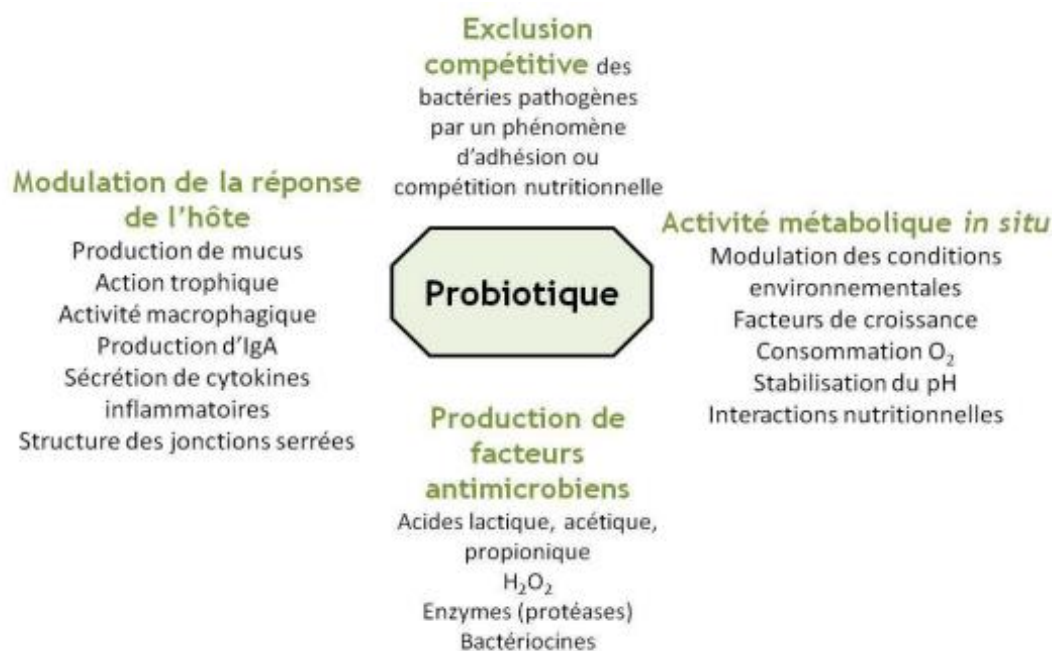 Exclusion
compétitive des
bactéries pathogènes
par un phénomène
d'adhésion ou
compétition nutritionnelle
Modulation de la réponse
de l'hôte
Production de mucus
Action trophique
Activité macrophagique
Production d'IgA
Sécrétion de cytokines
inflammatoires
Structure des jonctions serrées
Probiotique
Activité métabolique in situ
Modulation des conditions
environnementales
Facteurs de croissance
Consommation O₂
Stabilisation du pH
Interactions nutritionnelles
Production de
facteurs
antimicrobiens
Acides lactique, acétique,
propionique
H₂O₂
Enzymes (protéases)
Bactériocines